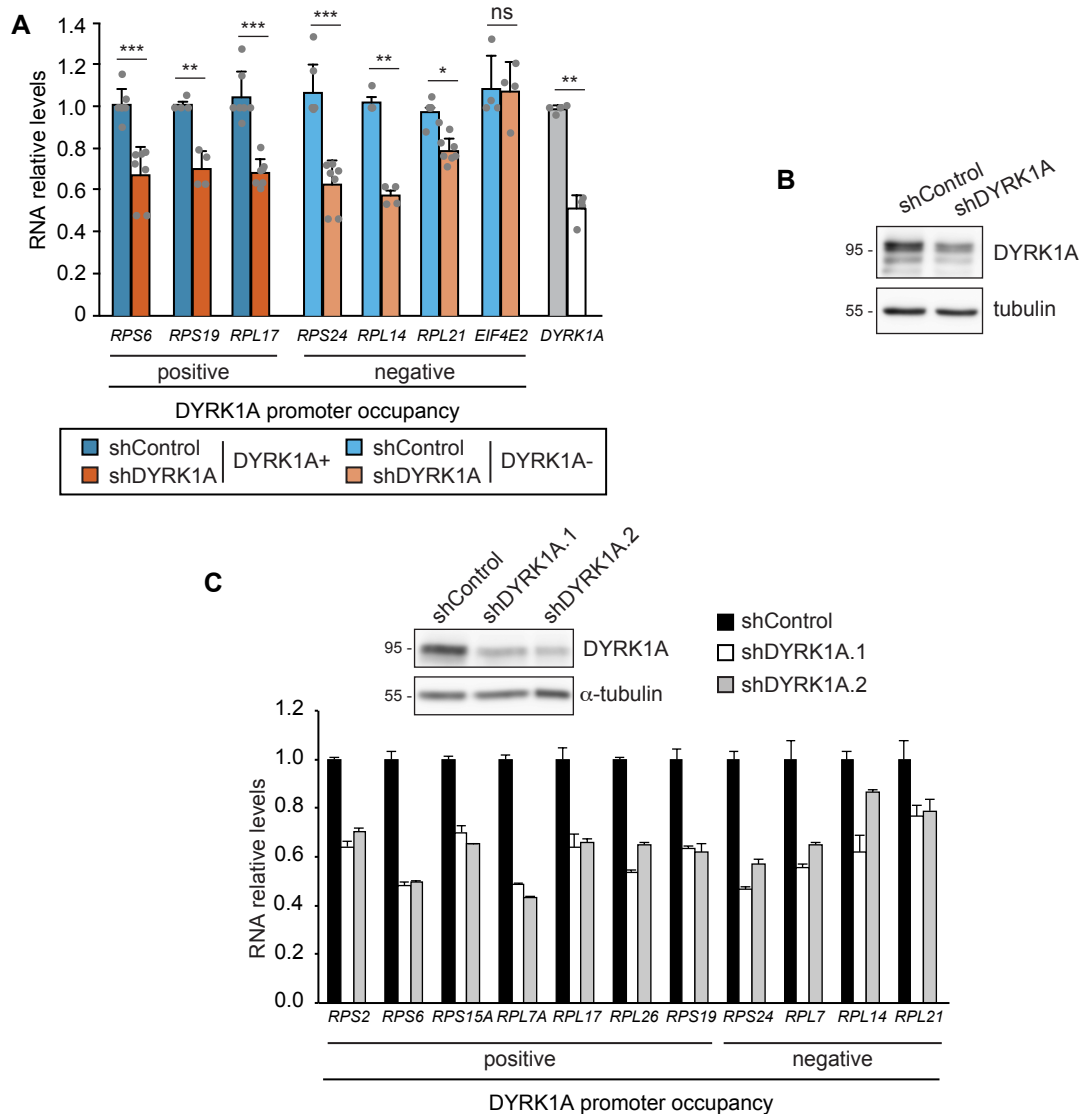 A
RNA relative levels
1.4
1.2
1.0
0.8
0.6
0.4
0.2
0
*** ** *** *** ** * ns **
RPS6 RPS19 RPL17 RPS24 RPL14 RPL21 EIF4E2 DYRK1A
positive negative
DYRK1A promoter occupancy
shControl DYRK1A+ shControl DYRK1A-
shDYRK1A shDYRK1A
B
shControl shDYRK1A
95 - DYRK1A
55 - tubulin
C
shControl shDYRK1A.1 shDYRK1A.2
95 - DYRK1A
55 - α-tubulin
shControl
shDYRK1A.1
shDYRK1A.2
RNA relative levels
1.2
1.0
0.8
0.6
0.4
0.2
0.0
RPS2 RPS6 RPS15A RPL7A RPL17 RPL26 RPS19 RPS24 RPL7 RPL14 RPL21
positive negative
DYRK1A promoter occupancy